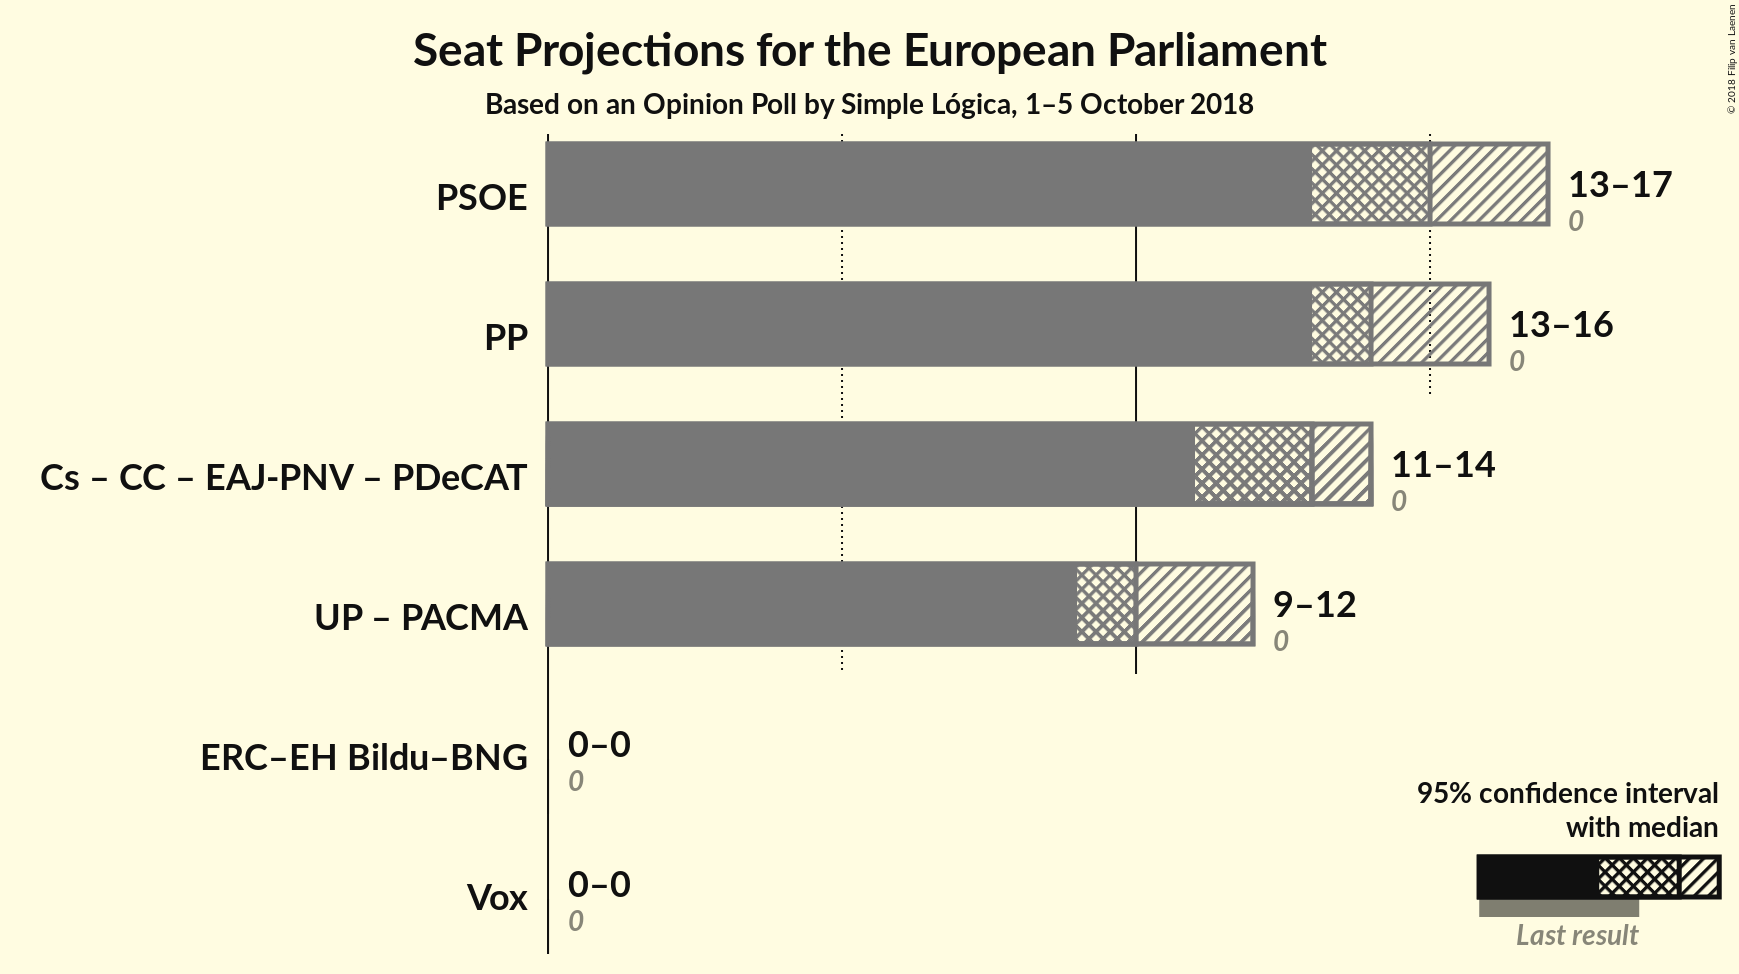 Seat Projections for the European Parliament
Based on an Opinion Poll by Simple Lógica, 1–5 October 2018
© 2018 Filip van Laenen
PSOE
13–17
0
PP
13–16
0
Cs – CC – EAJ-PNV – PDeCAT
11–14
0
UP – PACMA
9–12
0
ERC–EH Bildu–BNG
0–0
0
Vox
0–0
0
95% confidence interval
with median
Last result